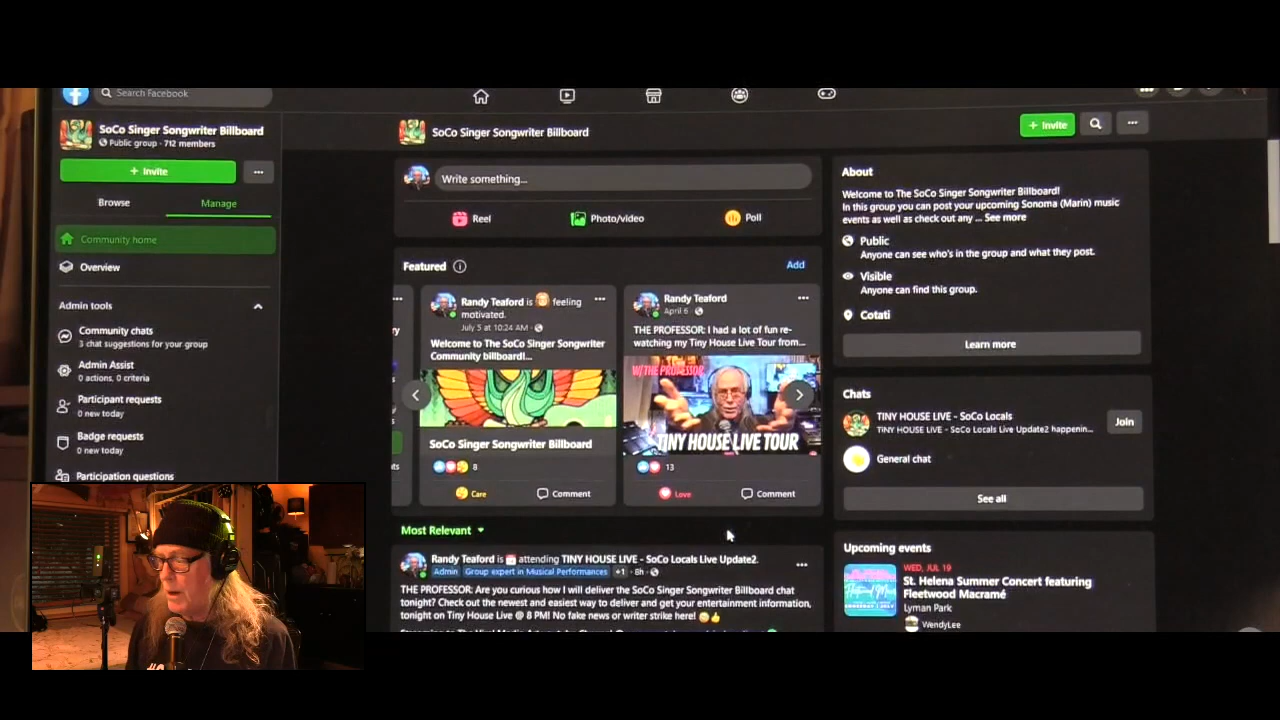 Search Facebook
SoCo Singer Songwriter Billboard
Public group · 712 members
+ Invite
Browse
Manage
Community home
Overview
Admin tools
Community chats
3 chat suggestions for your group
Admin Assist
0 actions, 0 criteria
Participant requests
0 new today
Badge requests
0 new today
Participation questions
SoCo Singer Songwriter Billboard
+ Invite
Write something...
Reel
Photo/video
Poll
Featured
Add
Randy Teaford is feeling
motivated.
July 5 at 10:24 AM ·
Welcome to The SoCo Singer Songwriter
Community billboard!...
SoCo Singer Songwriter Billboard
8
Care
Comment
Randy Teaford
April 6 ·
THE PROFESSOR: I had a lot of fun re-
watching my Tiny House Live Tour from...
W/THE PROFESSOR
TINY HOUSE LIVE TOUR
13
Love
Comment
Most Relevant
Randy Teaford is attending TINY HOUSE LIVE - SoCo Locals Live Update2.
Admin Group expert in Musical Performances +1 · 8h ·
THE PROFESSOR: Are you curious how I will deliver the SoCo Singer Songwriter Billboard chat
tonight? Check out the newest and easiest way to deliver and get your entertainment information,
tonight on Tiny House Live @ 8 PM! No fake news or writer strike here!
About
Welcome to The SoCo Singer Songwriter Billboard!
In this group you can post your upcoming Sonoma (Marin) music
events as well as check out any ... See more
Public
Anyone can see who's in the group and what they post.
Visible
Anyone can find this group.
Cotati
Learn more
Chats
TINY HOUSE LIVE - SoCo Locals
TINY HOUSE LIVE - SoCo Locals Live Update2 happenin...
Join
General chat
See all
Upcoming events
WED, JUL 19
St. Helena Summer Concert featuring
Fleetwood Macramé
Lyman Park
WendyLee